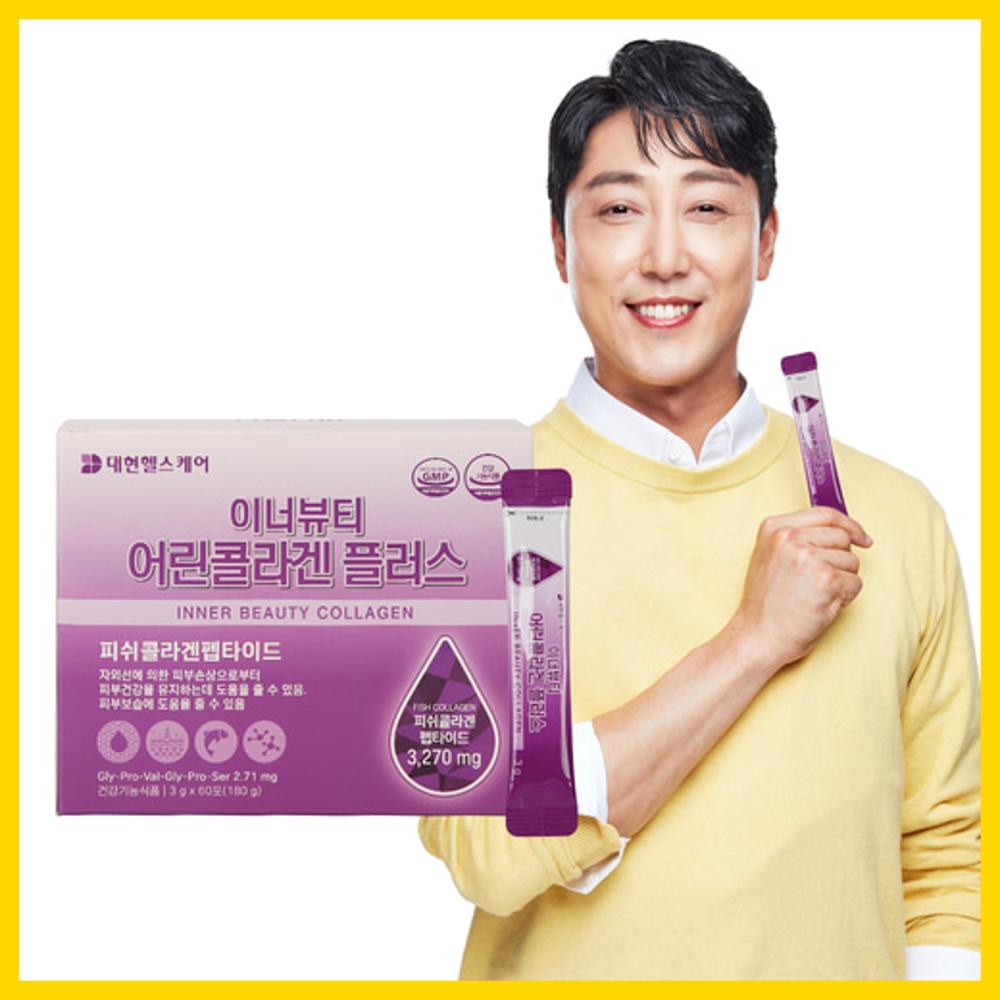 대현헬스케어
GMP
건강
기능식품
이너뷰티
어린콜라겐 플러스
INNER BEAUTY COLLAGEN
피쉬콜라겐펩타이드
자외선에 의한 피부손상으로부터
피부건강을 유지하는데 도움을 줄 수 있음.
피부보습에 도움을 줄 수 있음
FISH COLLAGEN
피쉬콜라겐
펩타이드
3,270 mg
Gly-Pro-Val-Gly-Pro-Ser 2.71 mg
건강기능식품 | 3 g x 60포(180 g)
이너뷰티
어린콜라겐 플러스
3 g